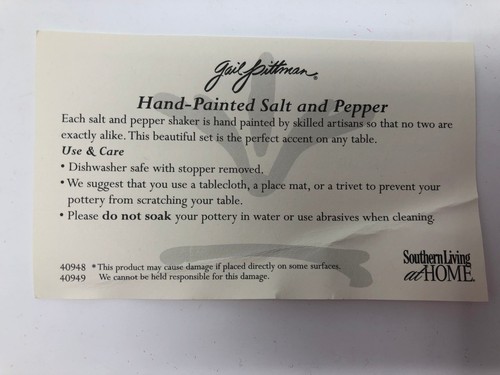 Gail Pittman®
Hand-Painted Salt and Pepper
Each salt and pepper shaker is hand painted by skilled artisans so that no two are
exactly alike. This beautiful set is the perfect accent on any table.
Use & Care
• Dishwasher safe with stopper removed.
• We suggest that you use a tablecloth, a place mat, or a trivet to prevent your
pottery from scratching your table.
• Please do not soak your pottery in water or use abrasives when cleaning.
40948 *This product may cause damage if placed directly on some surfaces.
40949 We cannot be held responsible for this damage.
Southern Living
at HOME®